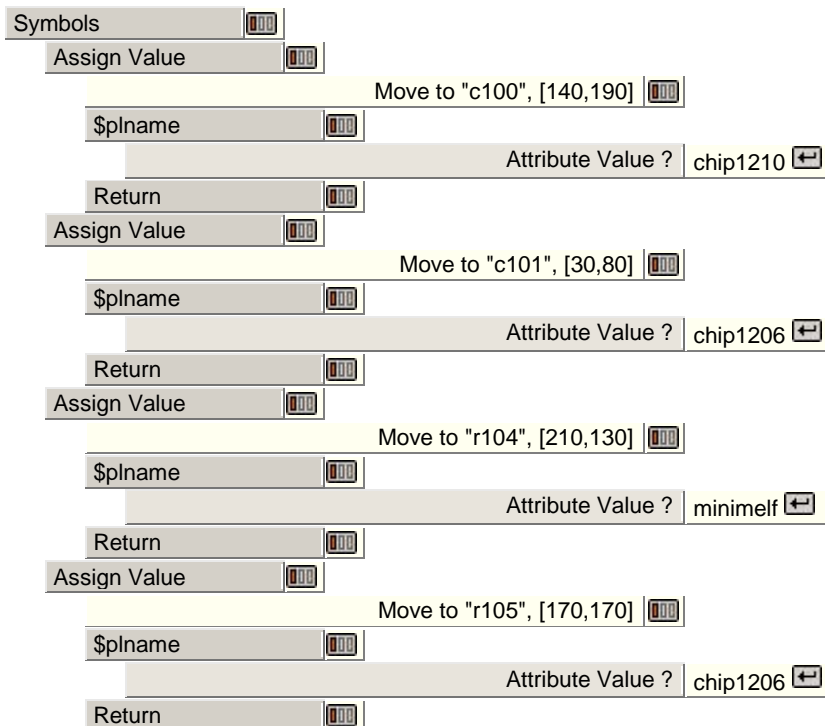 Symbols
Assign Value
Move to "c100", [140,190]
$plname
Attribute Value ? chip1210
Return
Assign Value
Move to "c101", [30,80]
$plname
Attribute Value ? chip1206
Return
Assign Value
Move to "r104", [210,130]
$plname
Attribute Value ? minimelf
Return
Assign Value
Move to "r105", [170,170]
$plname
Attribute Value ? chip1206
Return